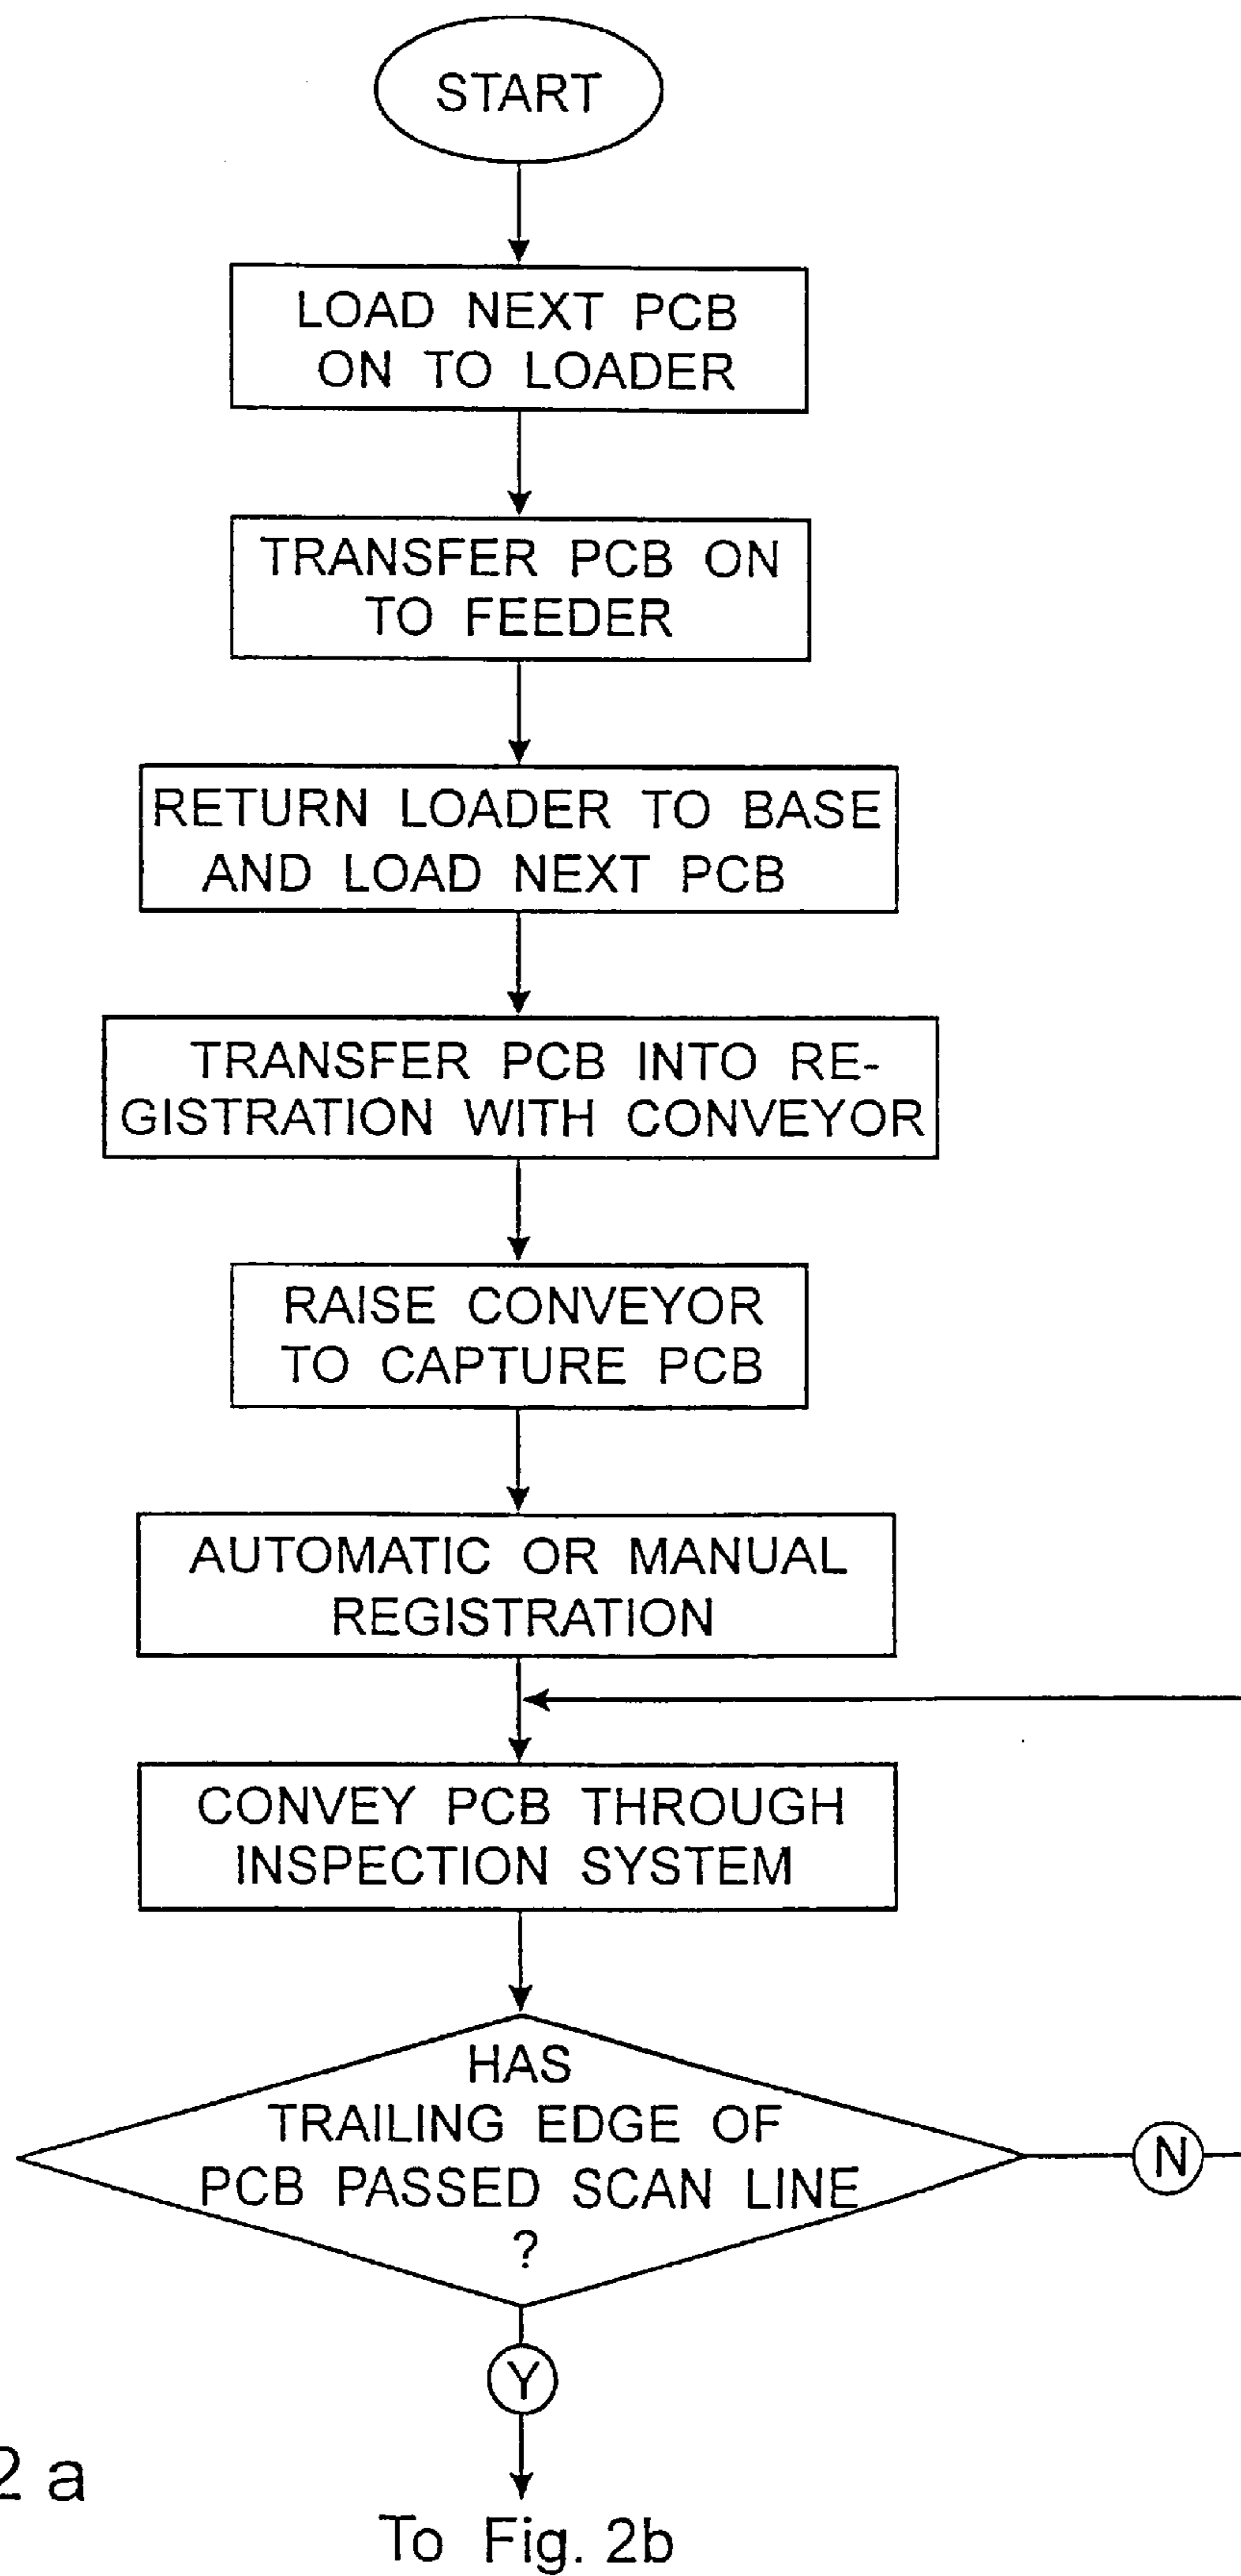 START
LOAD NEXT PCB
ON TO LOADER
TRANSFER PCB ON
TO FEEDER
RETURN LOADER TO BASE
AND LOAD NEXT PCB
TRANSFER PCB INTO RE-
GISTRATION WITH CONVEYOR
RAISE CONVEYOR
TO CAPTURE PCB
AUTOMATIC OR MANUAL
REGISTRATION
CONVEY PCB THROUGH
INSPECTION SYSTEM
HAS
TRAILING EDGE OF
PCB PASSED SCAN LINE
?
N
Y
2 a
To Fig. 2b